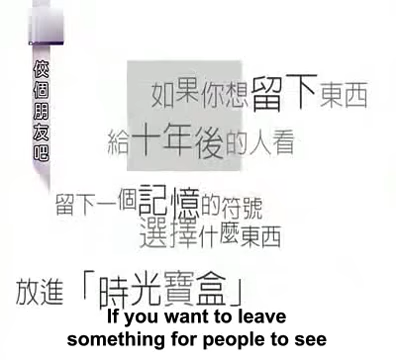 佼個朋友吧
如果你想留下東西
給十年後的人看
留下一個記憶的符號
選擇什麼東西
放進「時光寶盒」
If you want to leave
something for people to see